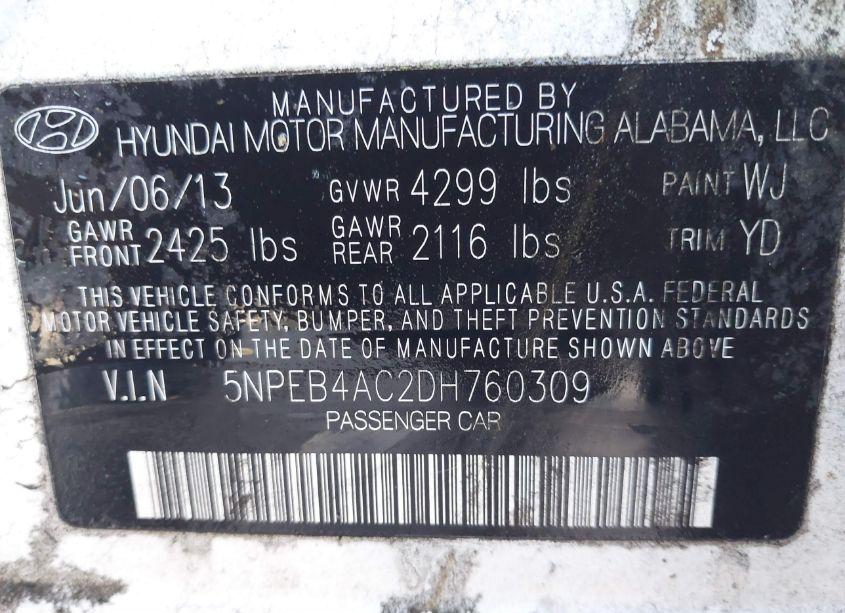 MANUFACTURED BY
HYUNDAI MOTOR MANUFACTURING ALABAMA, LLC
Jun/06/13 GVWR 4299 lbs PAINT WJ
GAWR FRONT 2425 lbs GAWR REAR 2116 lbs TRIM YD
THIS VEHICLE CONFORMS TO ALL APPLICABLE U.S.A. FEDERAL
MOTOR VEHICLE SAFETY, BUMPER, AND THEFT PREVENTION STANDARDS
IN EFFECT ON THE DATE OF MANUFACTURE SHOWN ABOVE
V.I.N 5NPEB4AC2DH760309
PASSENGER CAR